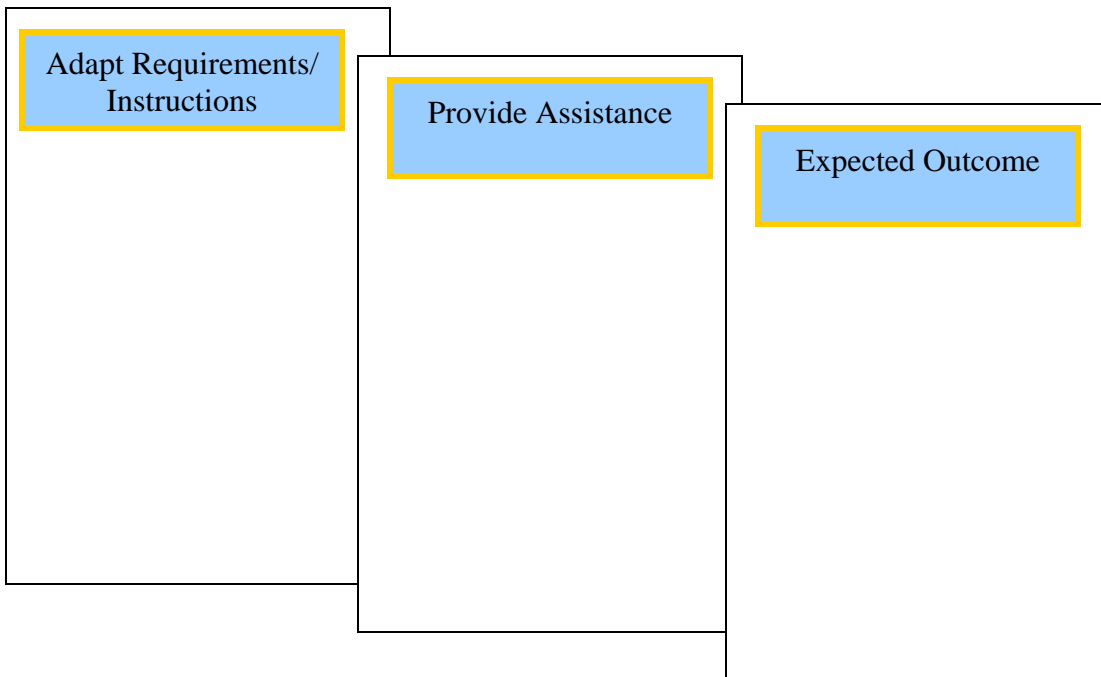 Adapt Requirements/
Instructions
Provide Assistance
Expected Outcome